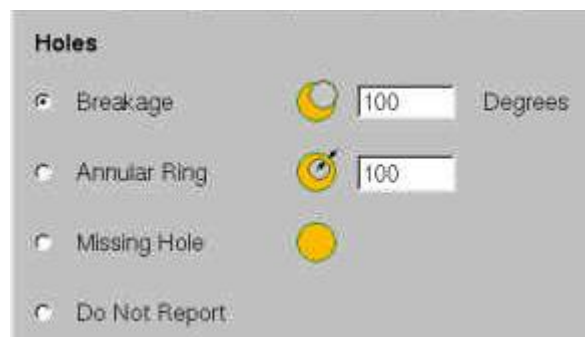 Holes
Breakage 100 Degrees
Annular Ring 100
Missing Hole
Do Not Report